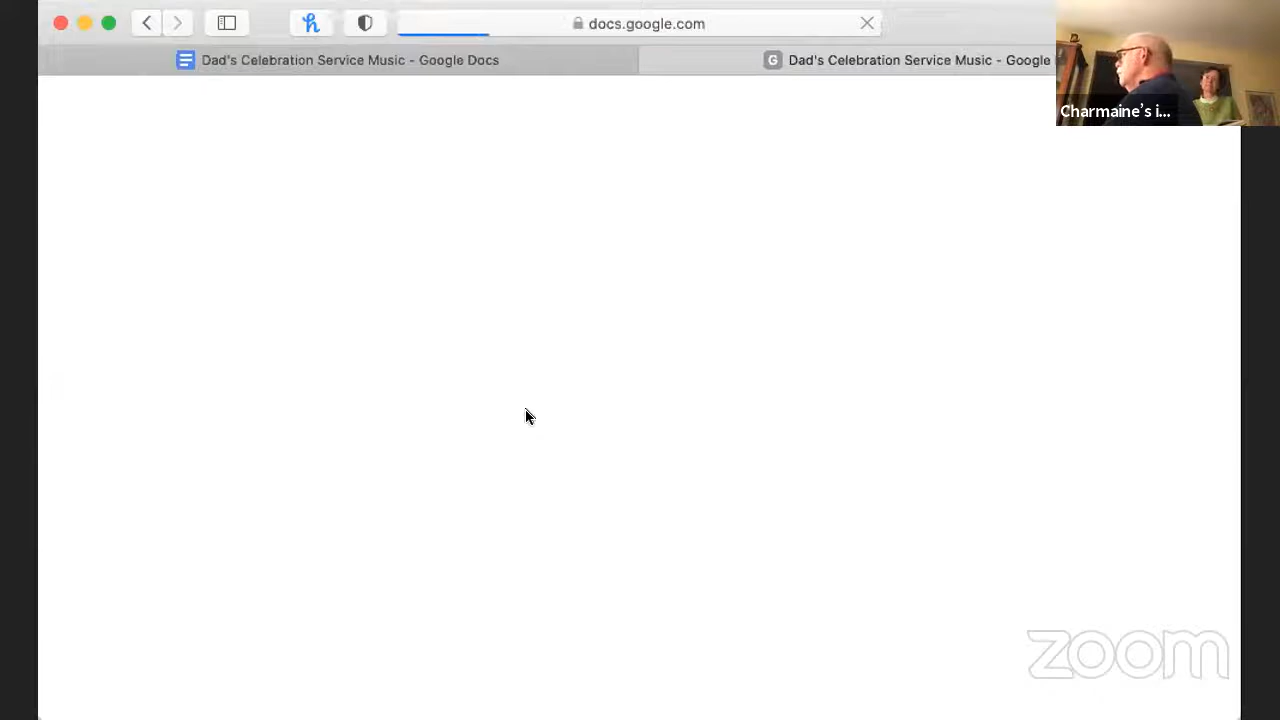 docs.google.com
Dad's Celebration Service Music - Google Docs
Dad's Celebration Service Music - Google
Charmaine's i...
zoom